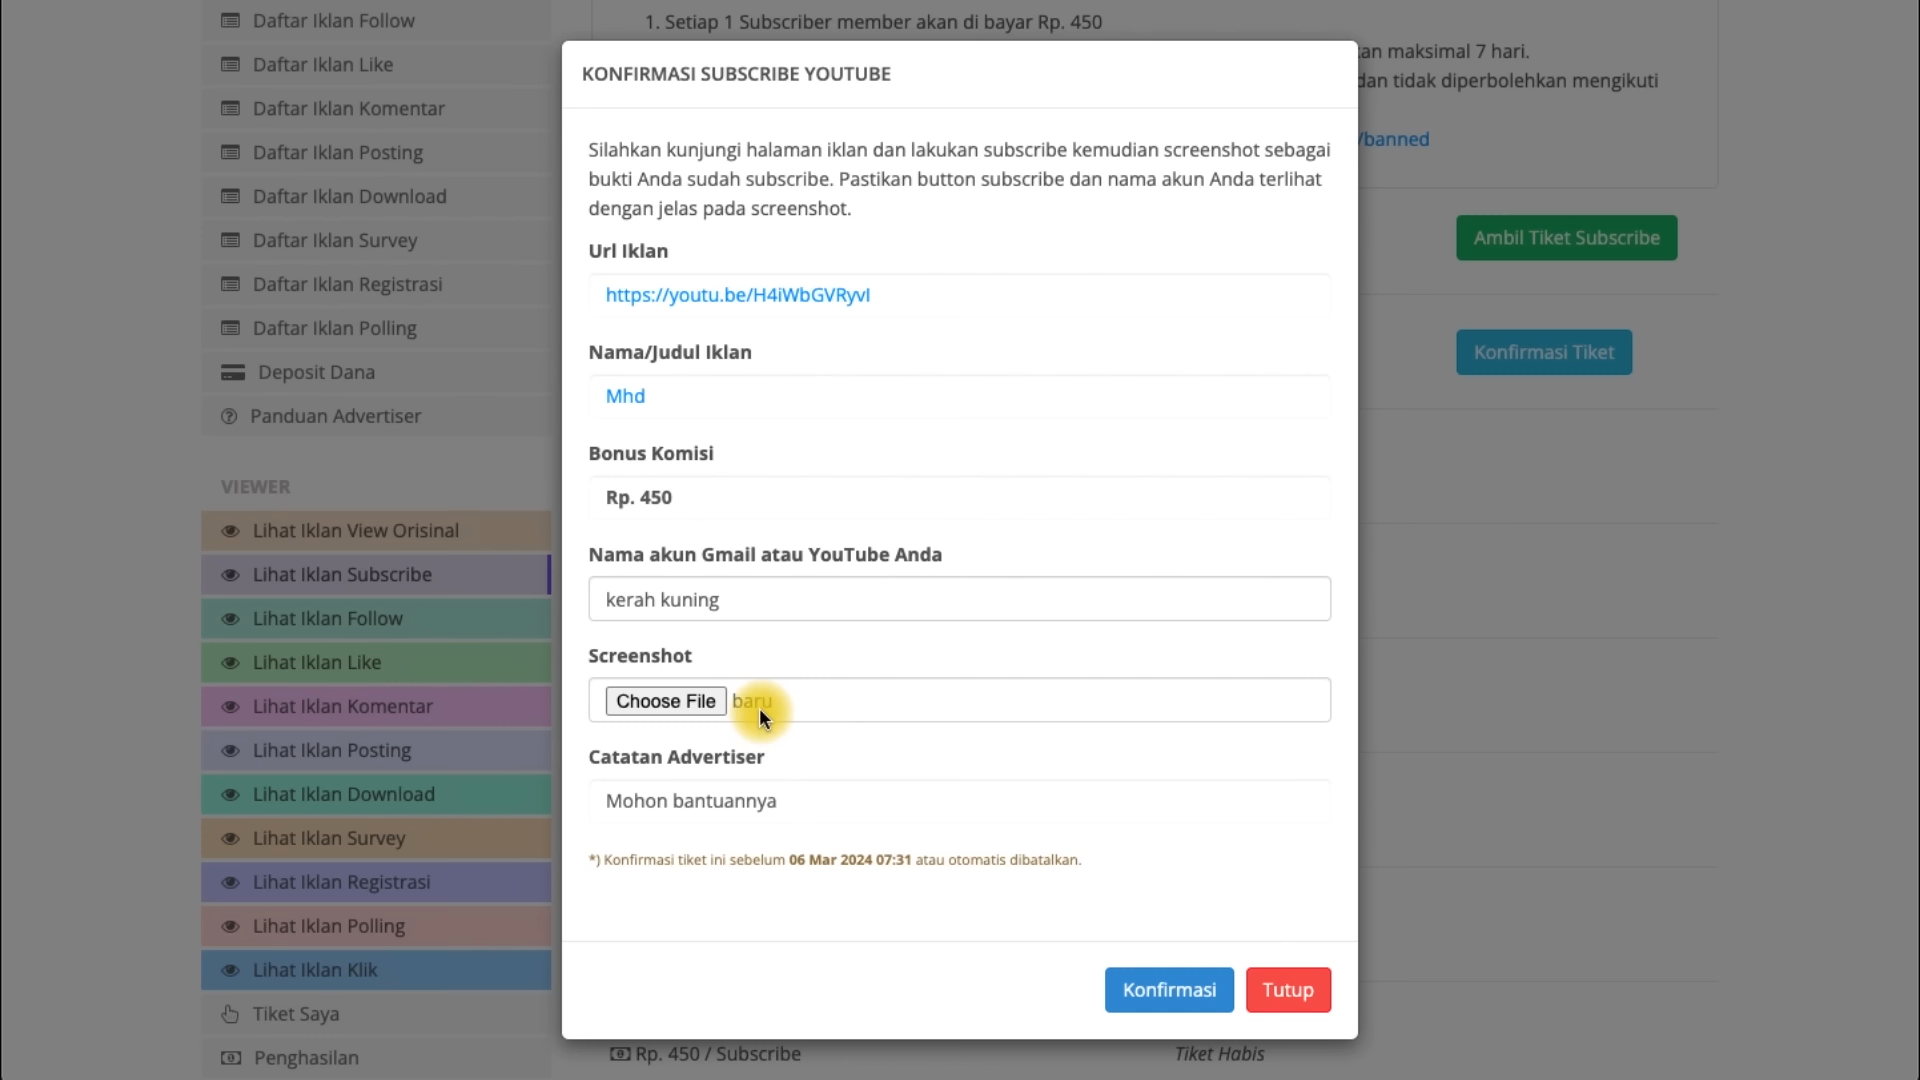 Daftar Iklan Follow
Daftar Iklan Like
Daftar Iklan Komentar
Daftar Iklan Posting
Daftar Iklan Download
Daftar Iklan Survey
Daftar Iklan Registrasi
Daftar Iklan Polling
Deposit Dana
Panduan Advertiser
VIEWER
Lihat Iklan View Orisinal
Lihat Iklan Subscribe
Lihat Iklan Follow
Lihat Iklan Like
Lihat Iklan Komentar
Lihat Iklan Posting
Lihat Iklan Download
Lihat Iklan Survey
Lihat Iklan Registrasi
Lihat Iklan Polling
Lihat Iklan Klik
Tiket Saya
Penghasilan
1. Setiap 1 Subscriber member akan di bayar Rp. 450
an maksimal 7 hari.
dan tidak diperbolehkan mengikuti
/banned
Ambil Tiket Subscribe
Konfirmasi Tiket
KONFIRMASI SUBSCRIBE YOUTUBE
Silahkan kunjungi halaman iklan dan lakukan subscribe kemudian screenshot sebagai
bukti Anda sudah subscribe. Pastikan button subscribe dan nama akun Anda terlihat
dengan jelas pada screenshot.
Url Iklan
https://youtu.be/H4iWbGVRyvI
Nama/Judul Iklan
Mhd
Bonus Komisi
Rp. 450
Nama akun Gmail atau YouTube Anda
kerah kuning
Screenshot
Choose File baru
Catatan Advertiser
Mohon bantuannya
*) Konfirmasi tiket ini sebelum 06 Mar 2024 07:31 atau otomatis dibatalkan.
Konfirmasi Tutup
Rp. 450 / Subscribe Tiket Habis